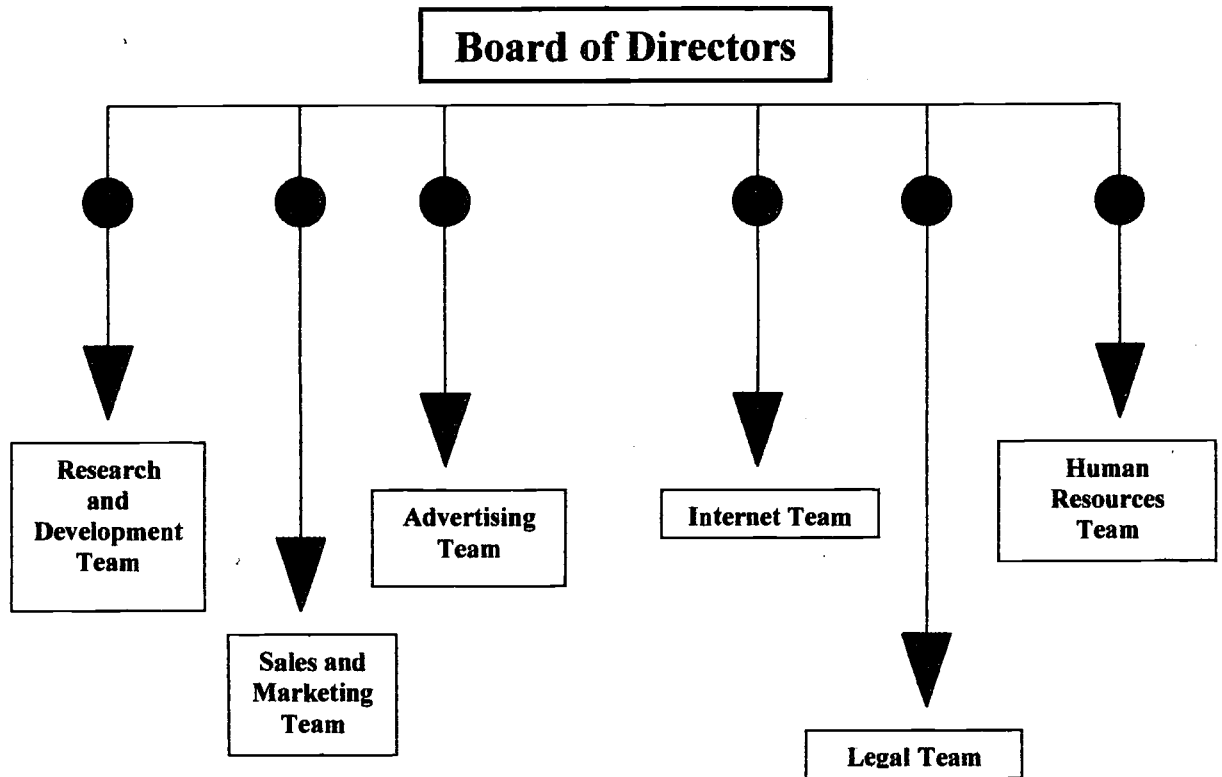 Board of Directors
Research
and
Development
Team
Sales and
Marketing
Team
Advertising
Team
Internet Team
Legal Team
Human
Resources
Team